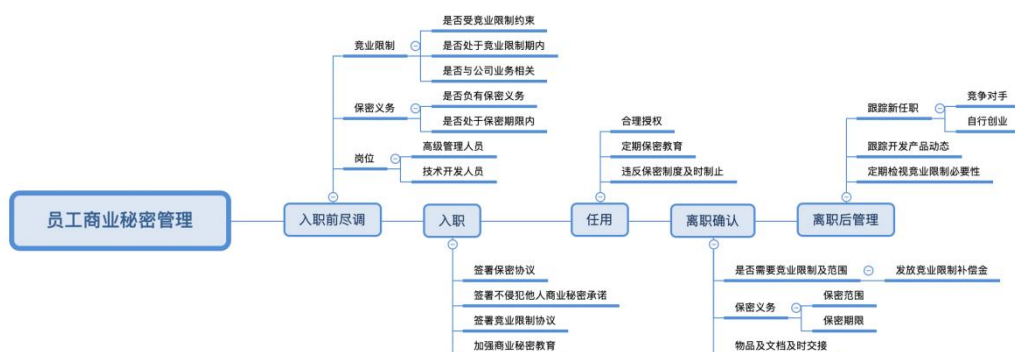 员工商业秘密管理
入职前尽调
竞业限制
是否受竞业限制约束
是否处于竞业限制期内
是否与公司业务相关
保密义务
是否负有保密义务
是否处于保密期限内
岗位
高级管理人员
技术开发人员
入职
签署保密协议
签署不侵犯他人商业秘密承诺
签署竞业限制协议
加强商业秘密教育
任用
合理授权
定期保密教育
违反保密制度及时制止
离职确认
是否需要竞业限制及范围
发放竞业限制补偿金
保密义务
保密范围
保密期限
物品及文档及时交接
离职后管理
跟踪新任职
竞争对手
自行创业
跟踪开发产品动态
定期检视竞业限制必要性